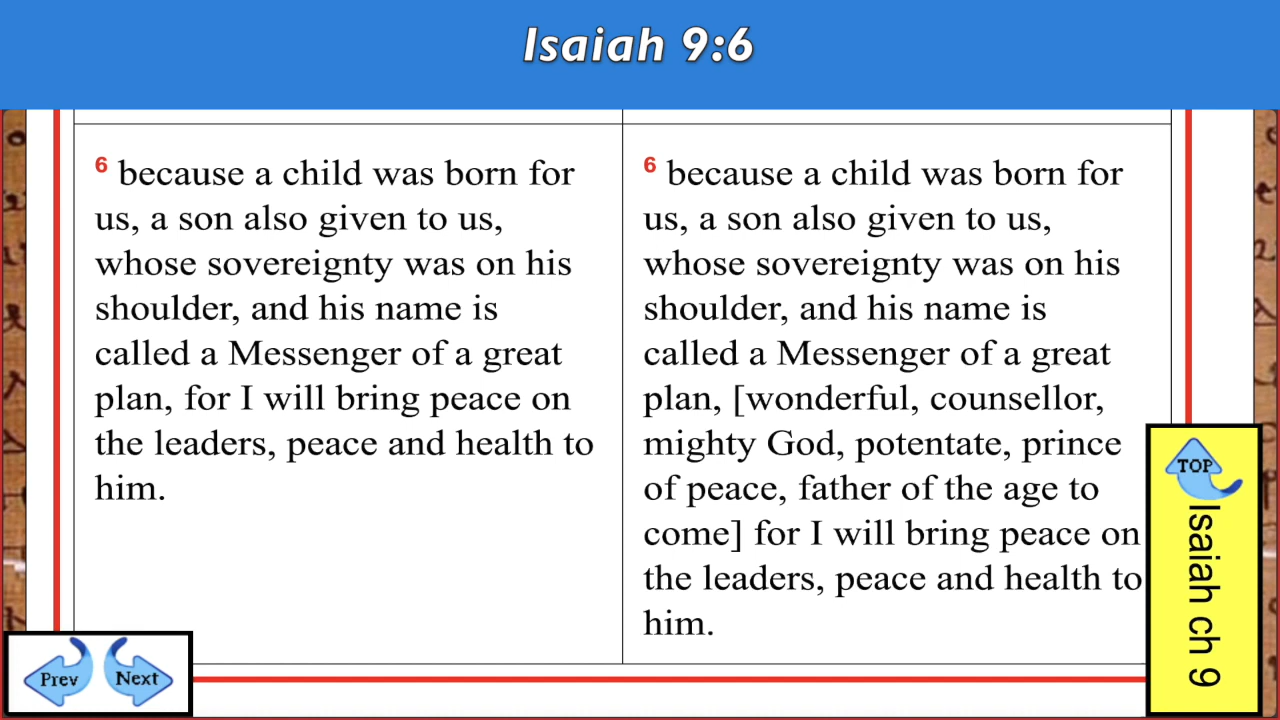 Isaiah 9:6
6 because a child was born for
us, a son also given to us,
whose sovereignty was on his
shoulder, and his name is
called a Messenger of a great
plan, for I will bring peace on
the leaders, peace and health to
him.
6 because a child was born for
us, a son also given to us,
whose sovereignty was on his
shoulder, and his name is
called a Messenger of a great
plan, [wonderful, counsellor,
mighty God, potentate, prince
of peace, father of the age to
come] for I will bring peace on
the leaders, peace and health to
him.
TOP
Isaiah ch 9
Prev Next